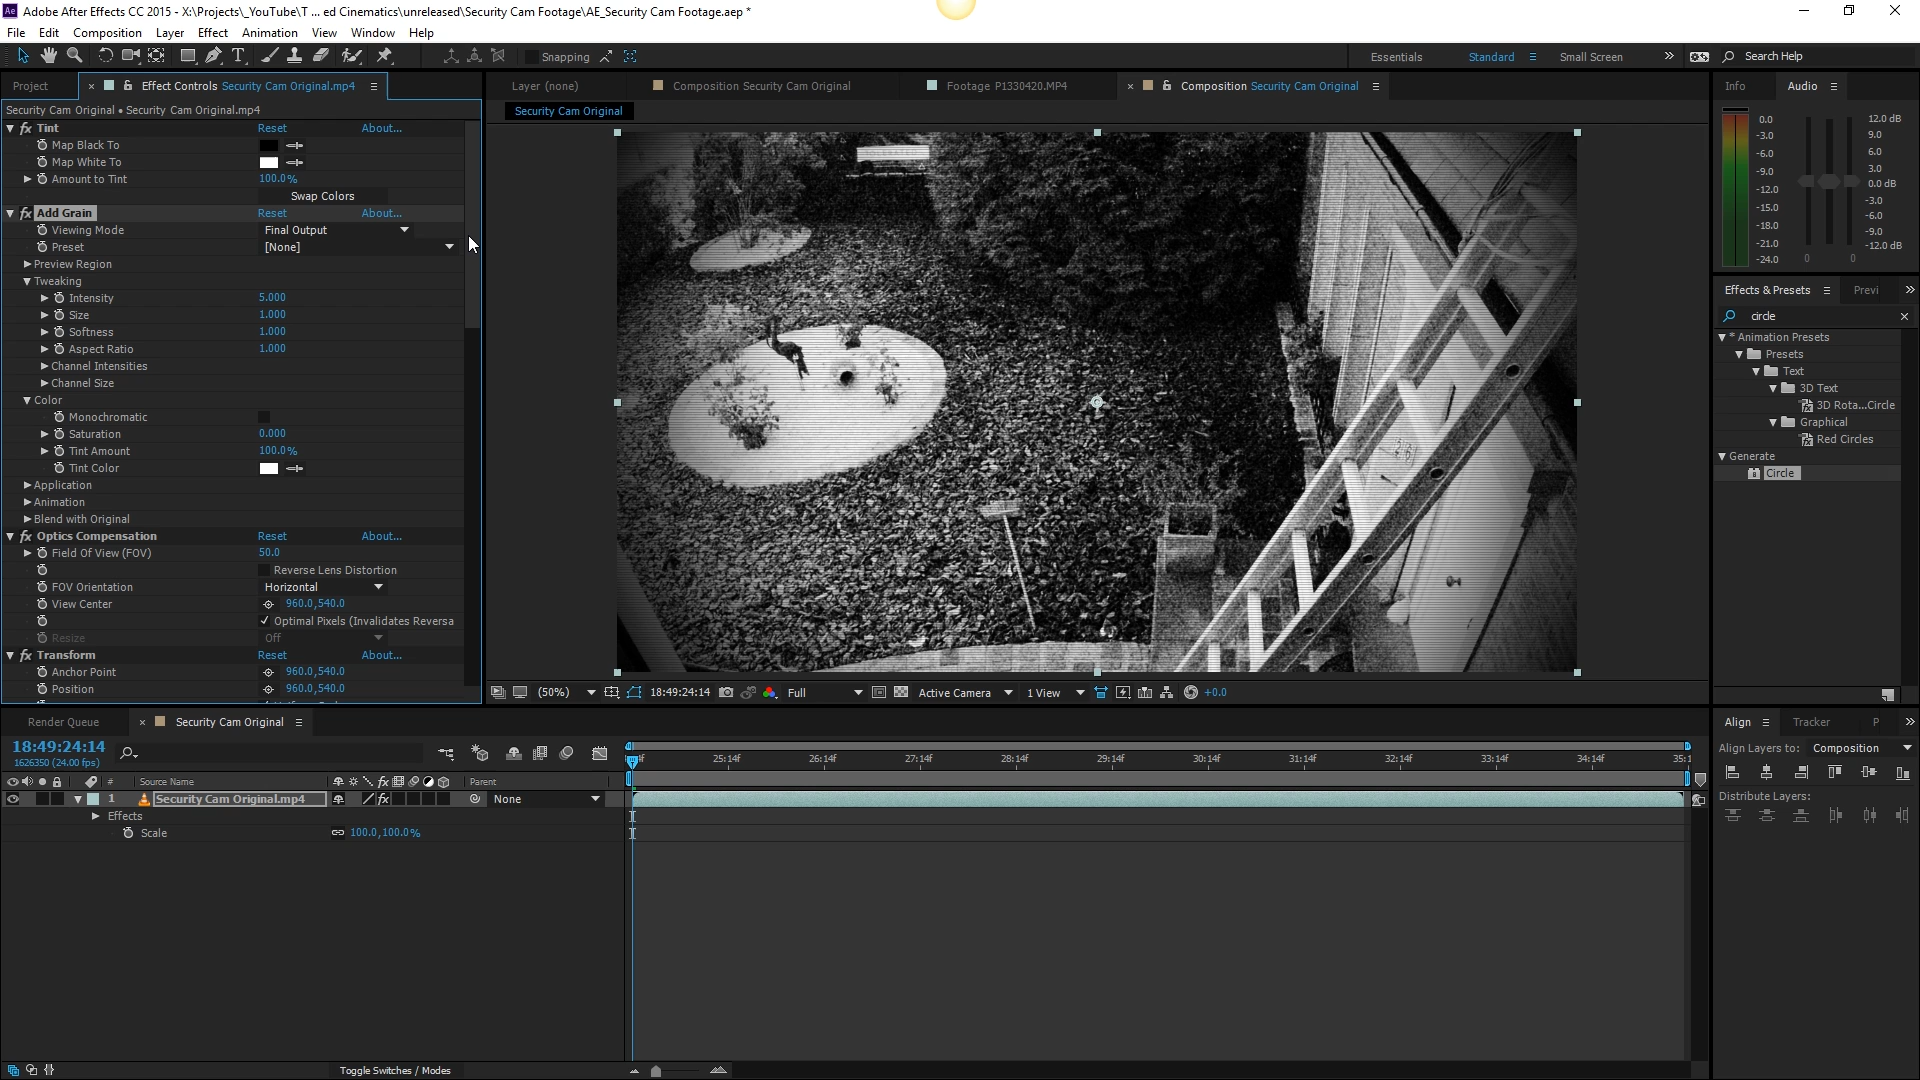 Adobe After Effects CC 2015 - X:\Projects\_YouTube\T ... ed Cinematics\unreleased\Security Cam Footage\AE_Security Cam Footage.aep *
File Edit Composition Layer Effect Animation View Window Help
Snapping Essentials Standard Small Screen Search Help
Project Effect Controls Security Cam Original.mp4
Security Cam Original • Security Cam Original.mp4
fx Tint Reset About...
Map Black To
Map White To
Amount to Tint 100.0%
Swap Colors
fx Add Grain Reset About...
Viewing Mode Final Output
Preset [None]
Preview Region
Tweaking
Intensity 5.000
Size 1.000
Softness 1.000
Aspect Ratio 1.000
Channel Intensities
Channel Size
Color
Monochromatic
Saturation 0.000
Tint Amount 100.0%
Tint Color
Application
Animation
Blend with Original
fx Optics Compensation Reset About...
Field Of View (FOV) 50.0
Reverse Lens Distortion
FOV Orientation Horizontal
View Center 960.0,540.0
Optimal Pixels (Invalidates Reversa
Resize Off
fx Transform Reset About...
Anchor Point 960.0,540.0
Position 960.0,540.0
Layer (none) Composition Security Cam Original Footage P1330420.MP4 Composition Security Cam Original
Security Cam Original
(50%) 18:49:24:14 Full Active Camera 1 View +0.0
Info Audio
0.0
-3.0
-6.0
-9.0
-12.0
-15.0
-18.0
-21.0
-24.0
0 0
12.0 dB
9.0
6.0
3.0
0.0 dB
-3.0
-6.0
-9.0
-12.0 dB
Effects & Presets Previ
circle
* Animation Presets
Presets
Text
3D Text
3D Rota...Circle
Graphical
Red Circles
Generate
Circle
Render Queue Security Cam Original
18:49:24:14
1626350 (24.00 fps)
25:14f 26:14f 27:14f 28:14f 29:14f 30:14f 31:14f 32:14f 33:14f 34:14f 35:1
# Source Name fx Parent
1 Security Cam Original.mp4 fx None
Effects
Scale 100.0,100.0%
Toggle Switches / Modes
Align Tracker P
Align Layers to: Composition
Distribute Layers: